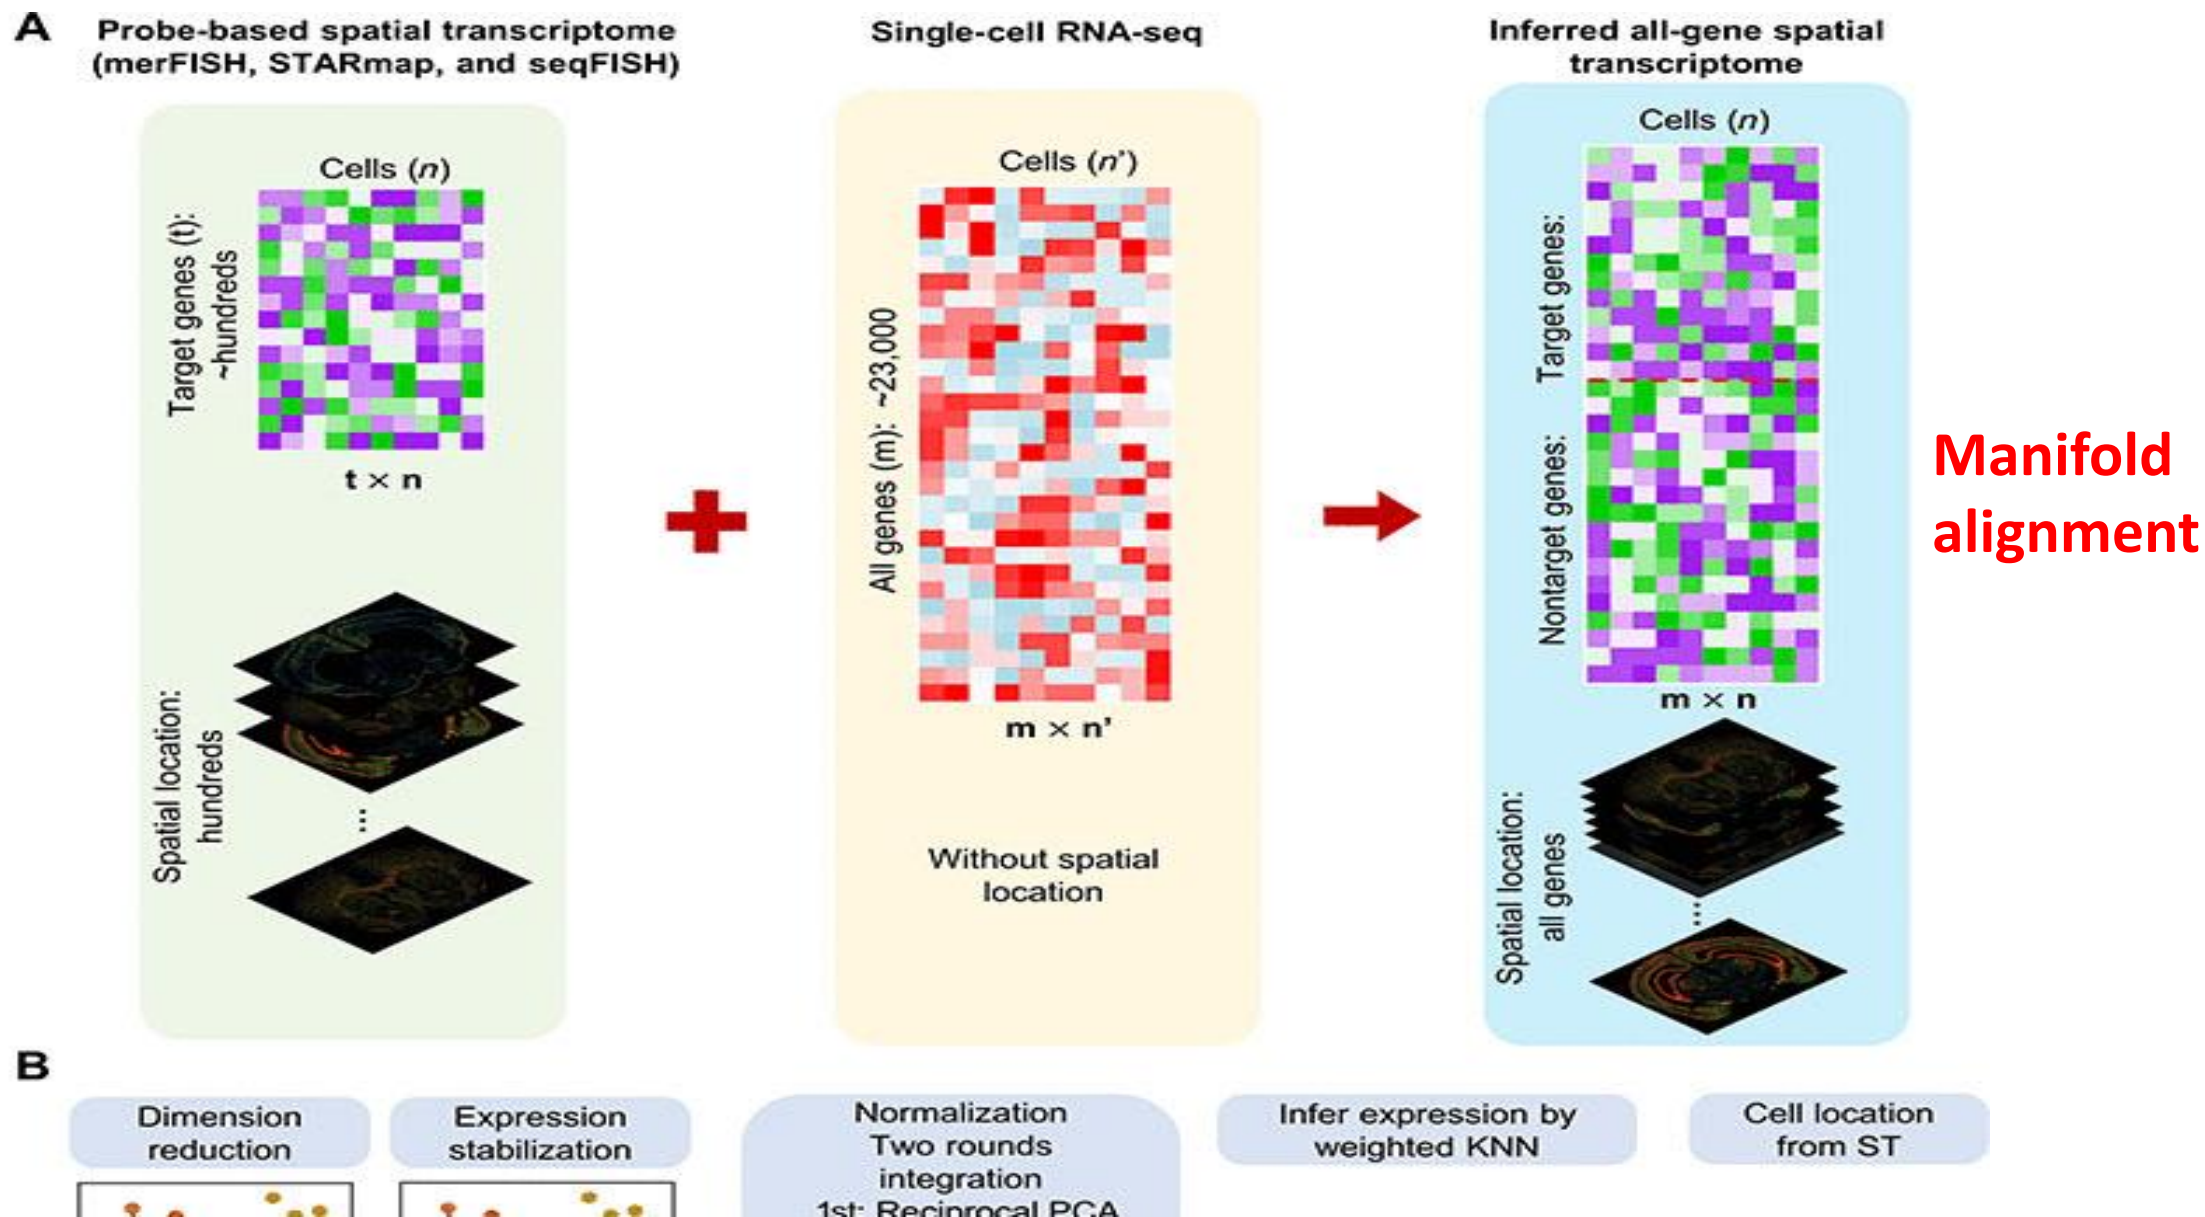 A
Probe-based spatial transcriptome
(merFISH, STARmap, and seqFISH)
Cells (n)
Target genes (t):
~hundreds
t × n
Spatial location:
hundreds
...
Single-cell RNA-seq
Cells (n')
All genes (m): ~23,000
m × n'
Without spatial
location
Inferred all-gene spatial
transcriptome
Cells (n)
Target genes:
Nontarget genes:
m × n
Spatial location:
all genes
....
Manifold
alignment
B
Dimension
reduction
Expression
stabilization
Normalization
Two rounds
integration
1st: Reciprocal PCA
Infer expression by
weighted KNN
Cell location
from ST